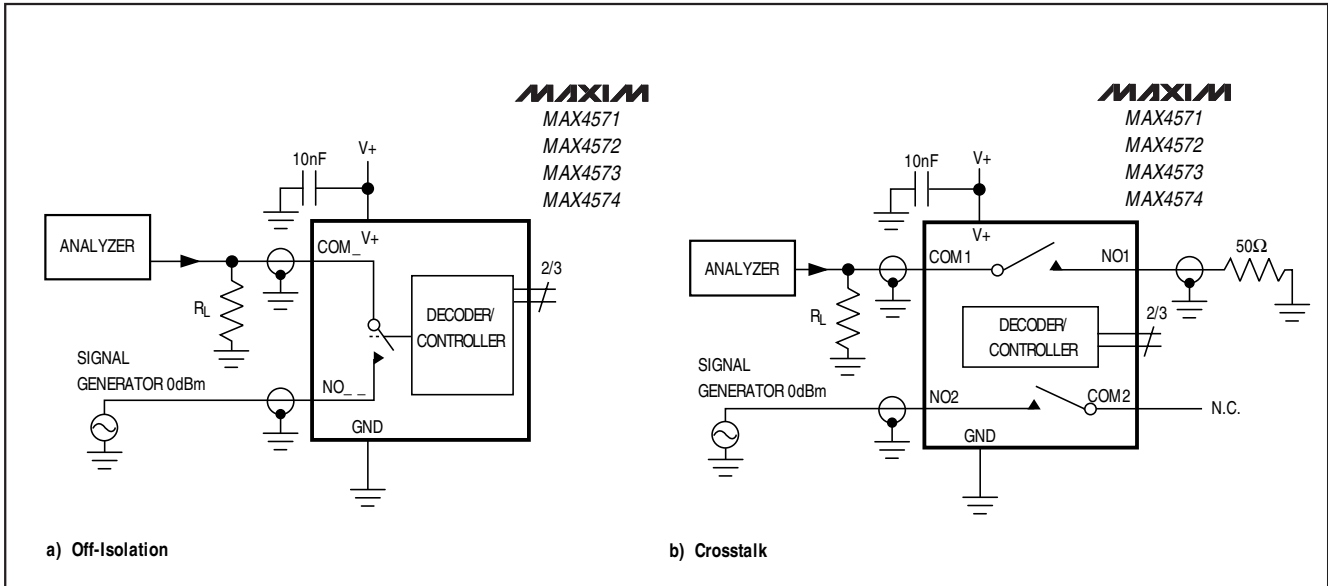 MAXIM
MAX4571
MAX4572
MAX4573
MAX4574
10nF
V+
ANALYZER
COM_
V+
2/3
RL
DECODER/
CONTROLLER
SIGNAL
GENERATOR 0dBm
NO_ _
GND
a) Off-Isolation
MAXIM
MAX4571
MAX4572
MAX4573
MAX4574
10nF
V+
V+
50Ω
ANALYZER
COM1
NO1
2/3
RL
DECODER/
CONTROLLER
SIGNAL
GENERATOR 0dBm
NO2
COM2
N.C.
GND
b) Crosstalk